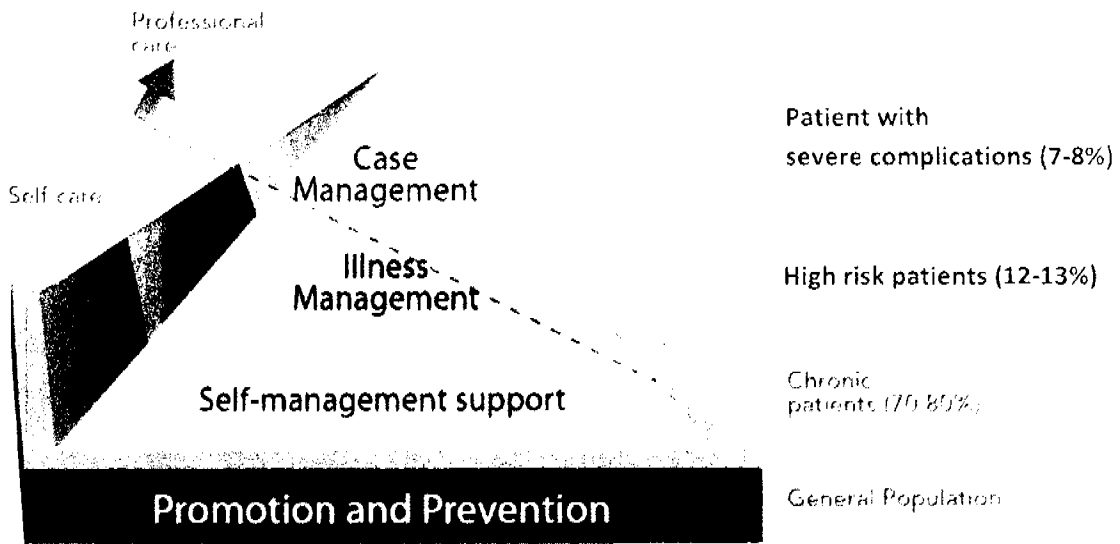 Professional
care
Case
Management
Patient with
severe complications (7-8%)
Self care
Illness
Management
High risk patients (12-13%)
Self-management support
Chronic
patients (70-80%)
Promotion and Prevention
General Population